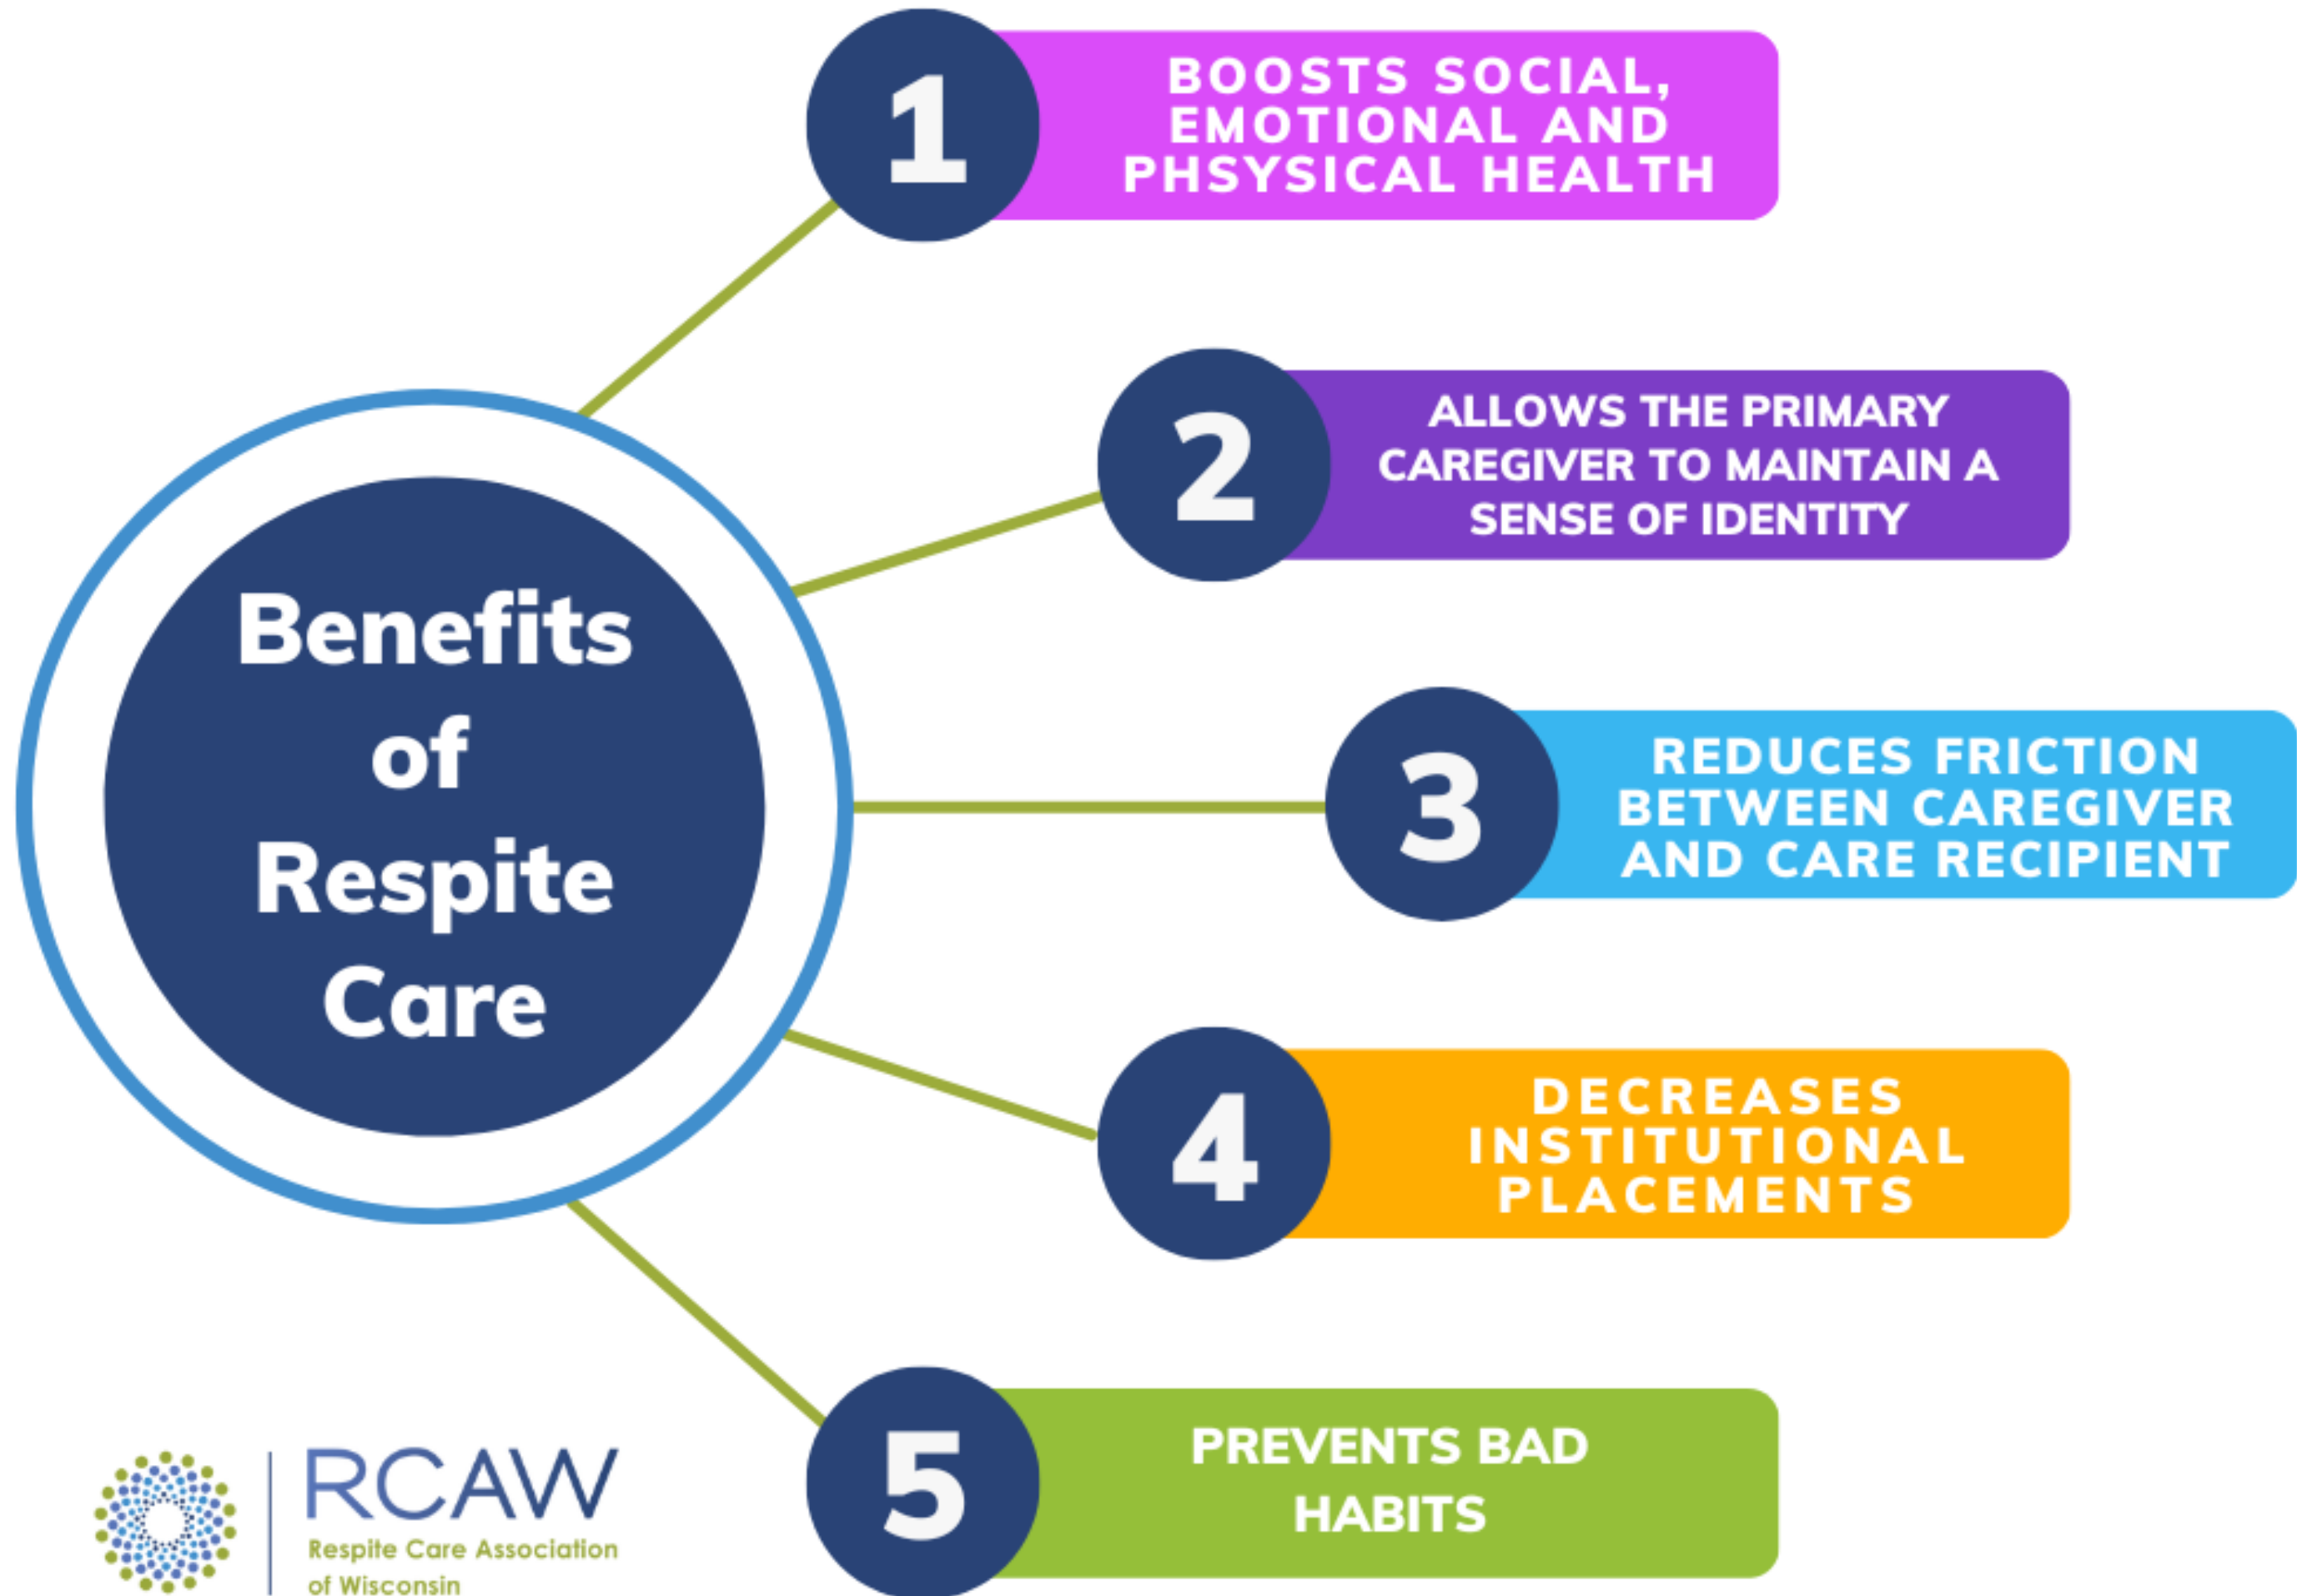 1
BOOSTS SOCIAL,
EMOTIONAL AND
PHSYSICAL HEALTH
2
ALLOWS THE PRIMARY
CAREGIVER TO MAINTAIN A
SENSE OF IDENTITY
Benefits
of
Respite
Care
3
REDUCES FRICTION
BETWEEN CAREGIVER
AND CARE RECIPIENT
4
DECREASES
INSTITUTIONAL
PLACEMENTS
5
PREVENTS BAD
HABITS
RCAW
Respite Care Association
of Wisconsin